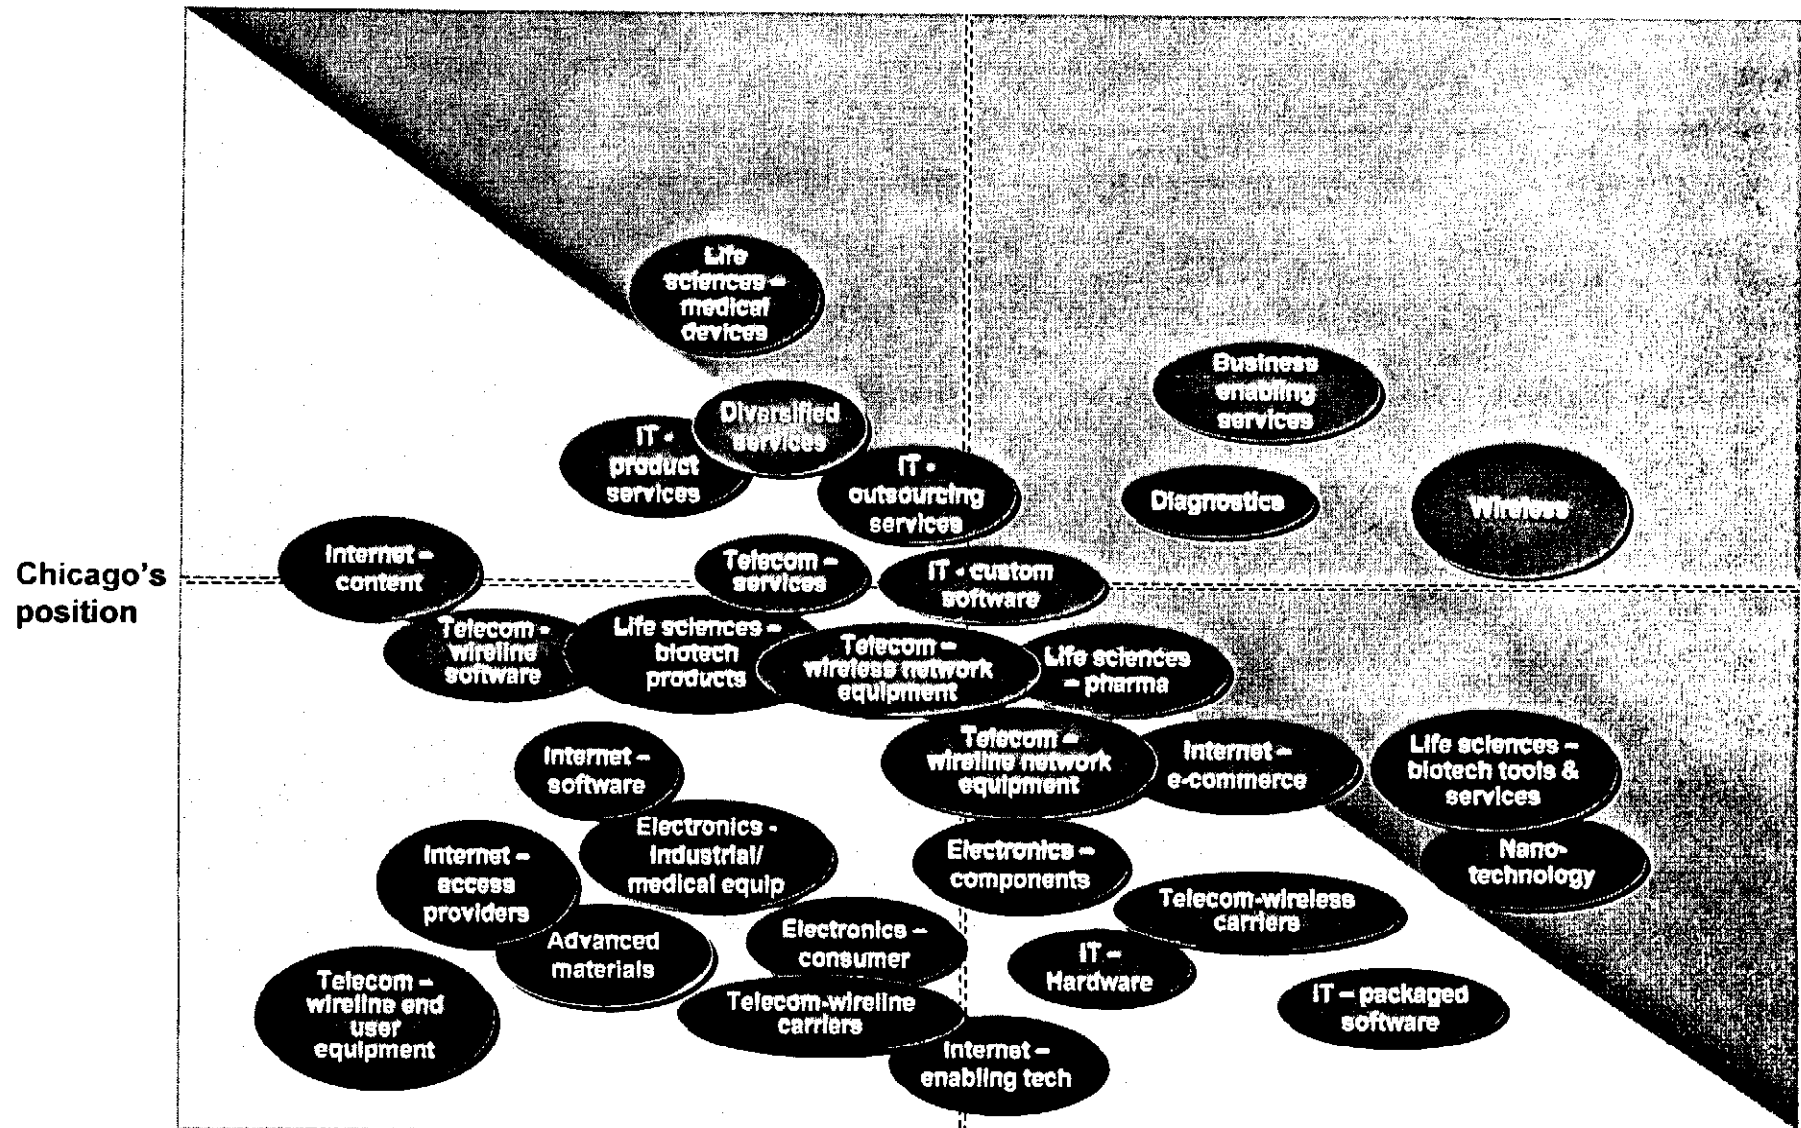 Life
sciences –
medical
devices
Business
enabling
services
Diversified
services
IT -
product
services
IT -
outsourcing
services
Diagnostics
Wireless
Internet –
content
Telecom –
services
IT - custom
software
Chicago's
position
Telecom -
wireline
software
Life sciences –
biotech
products
Telecom –
wireless network
equipment
Life sciences
– pharma
Internet –
software
Telecom –
wireline network
equipment
Internet –
e-commerce
Life sciences –
biotech tools &
services
Internet –
access
providers
Electronics -
industrial/
medical equip
Electronics –
components
Nano-
technology
Telecom-wireless
carriers
Advanced
materials
Electronics –
consumer
IT –
Hardware
Telecom –
wireline end
user
equipment
Telecom-wireline
carriers
IT – packaged
software
Internet –
enabling tech